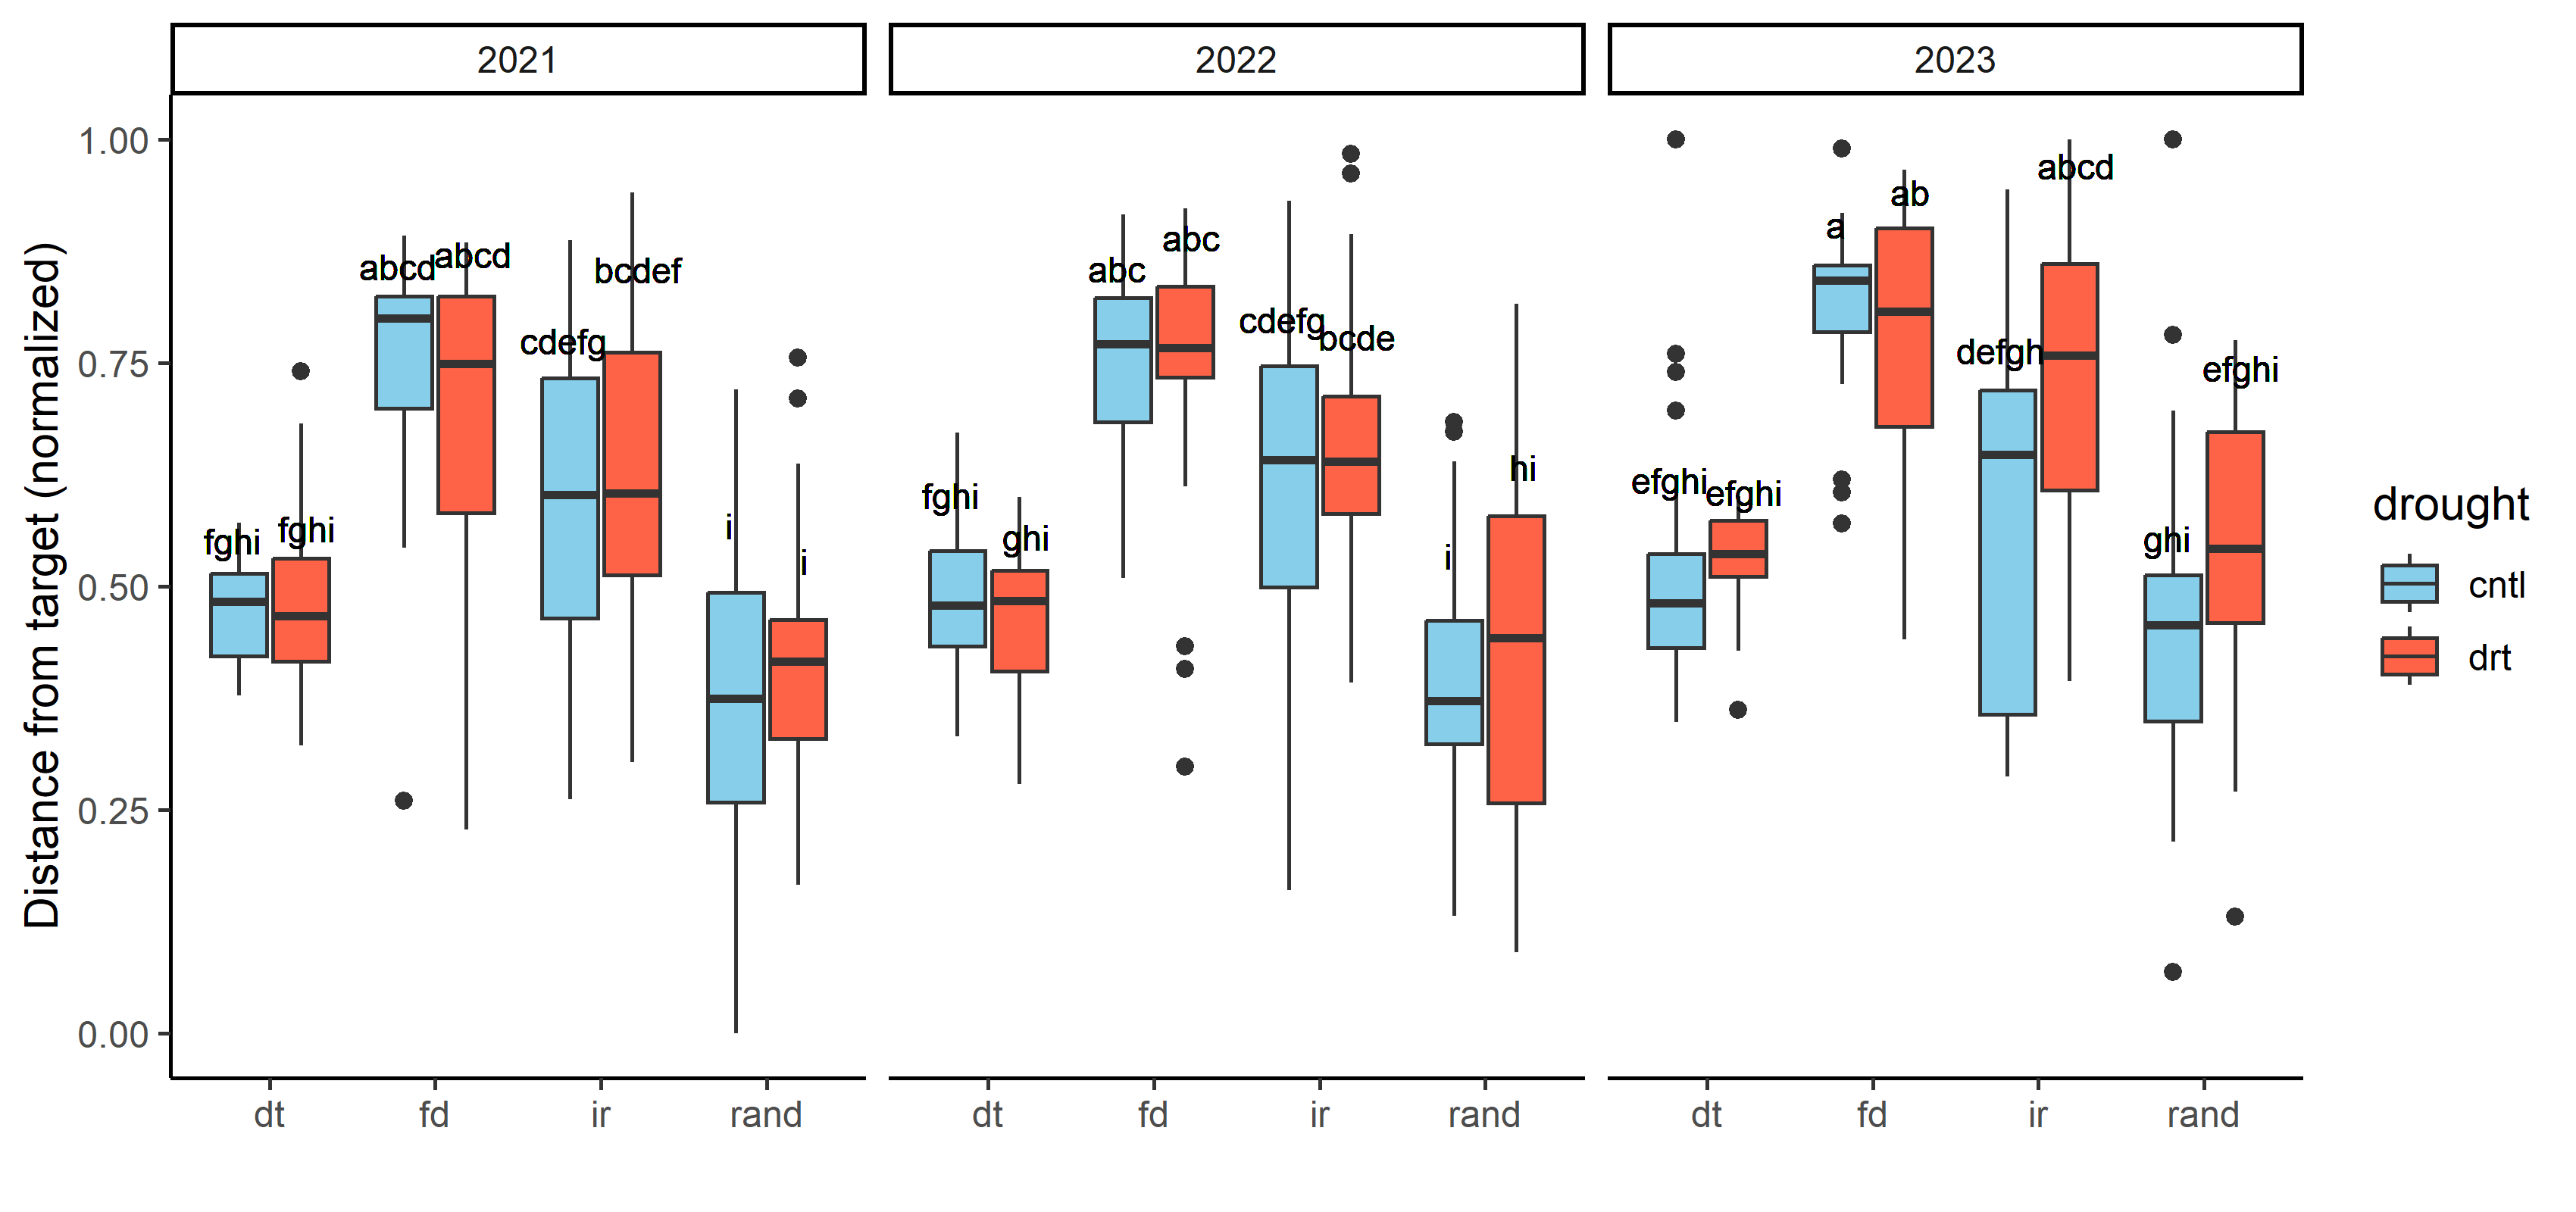 2021 2022 2023
Distance from target (normalized)
1.00
0.75
0.50
0.25
0.00
fghi fghi abcd abcd cdefg bcdef i i
fghi ghi abc abc cdefg bcde i hi
efghi efghi a ab defgh abcd ghi efghi
dt fd ir rand dt fd ir rand dt fd ir rand
drought
cntl
drt